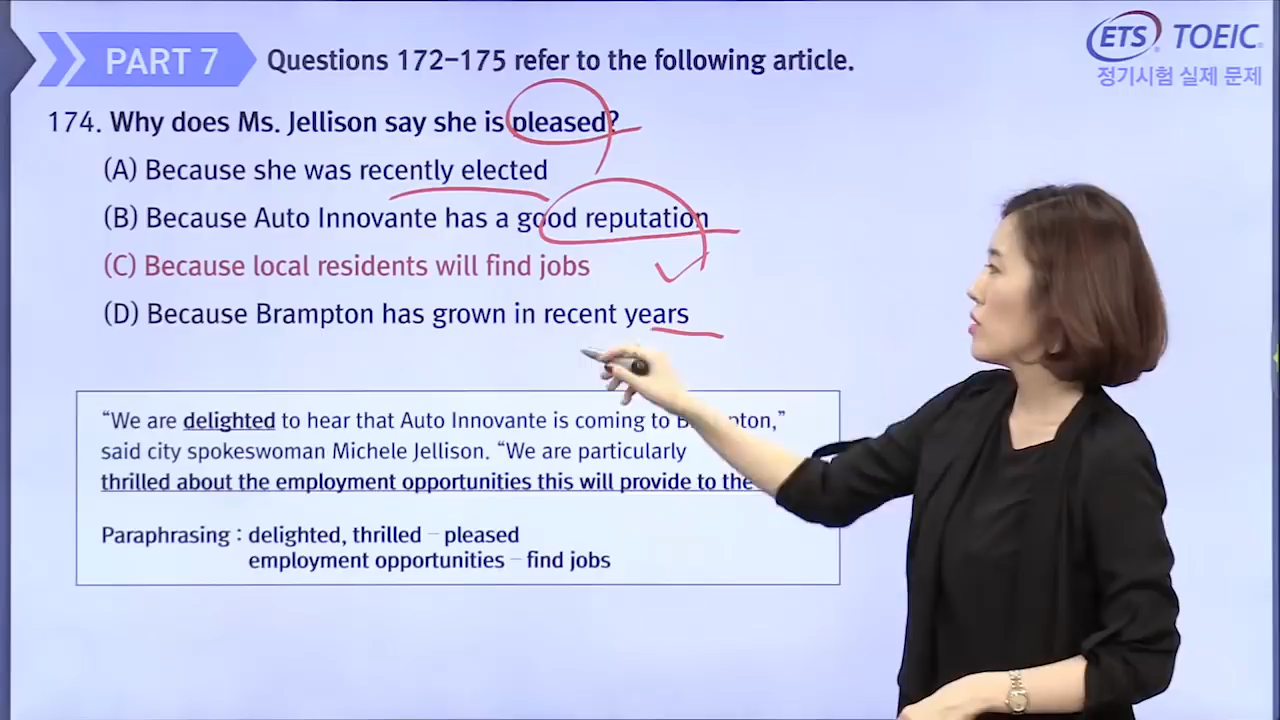 PART 7
Questions 172–175 refer to the following article.
ETS TOEIC
정기시험 실제 문제
174. Why does Ms. Jellison say she is pleased?
(A) Because she was recently elected
(B) Because Auto Innovante has a good reputation
(C) Because local residents will find jobs
(D) Because Brampton has grown in recent years
“We are delighted to hear that Auto Innovante is coming to
said city spokeswoman Michele Jellison. “We are particularly
thrilled about the employment opportunities this will provide to the
Paraphrasing : delighted, thrilled – pleased
employment opportunities – find jobs